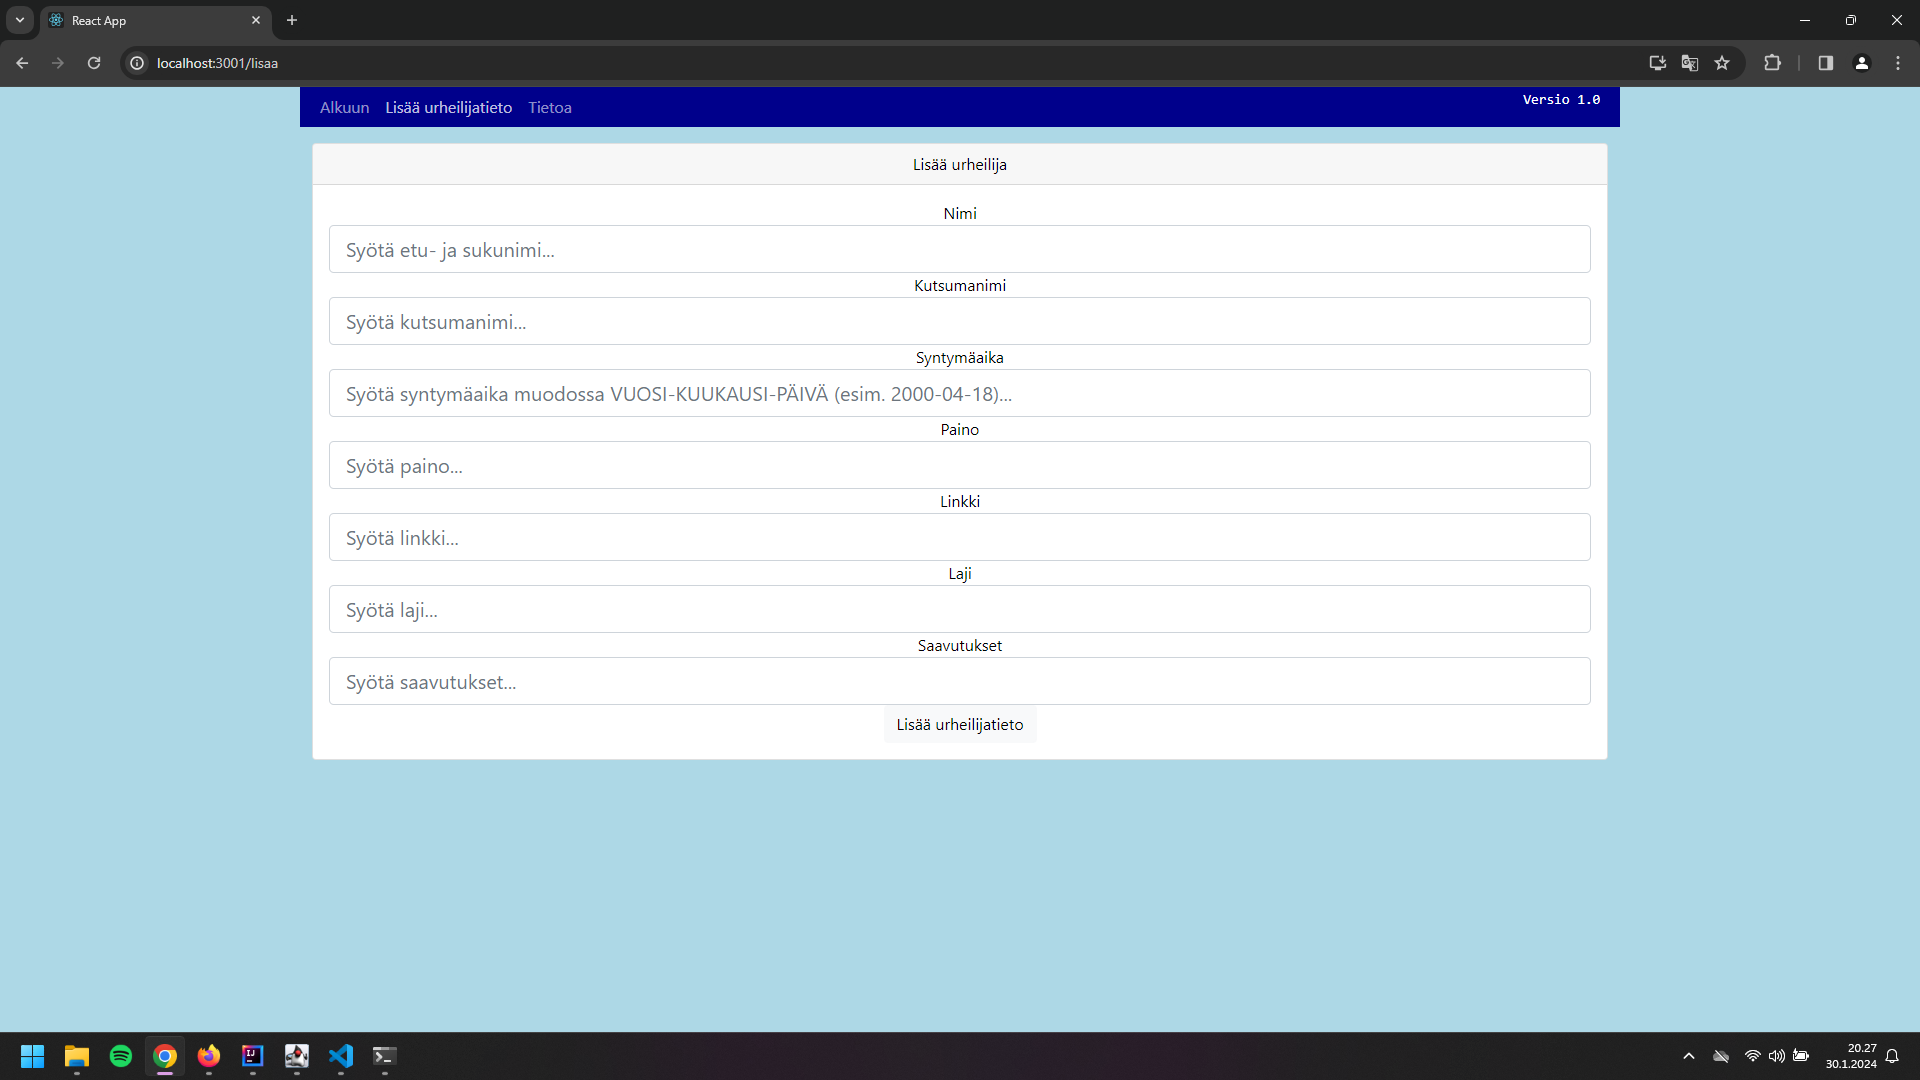 React App
localhost:3001/lisaa
Alkuun Lisää urheilijatieto Tietoa Versio 1.0
Lisää urheilija
Nimi
Syötä etu- ja sukunimi...
Kutsumanimi
Syötä kutsumanimi...
Syntymäaika
Syötä syntymäaika muodossa VUOSI-KUUKAUSI-PÄIVÄ (esim. 2000-04-18)...
Paino
Syötä paino...
Linkki
Syötä linkki...
Laji
Syötä laji...
Saavutukset
Syötä saavutukset...
Lisää urheilijatieto
20.27
30.1.2024